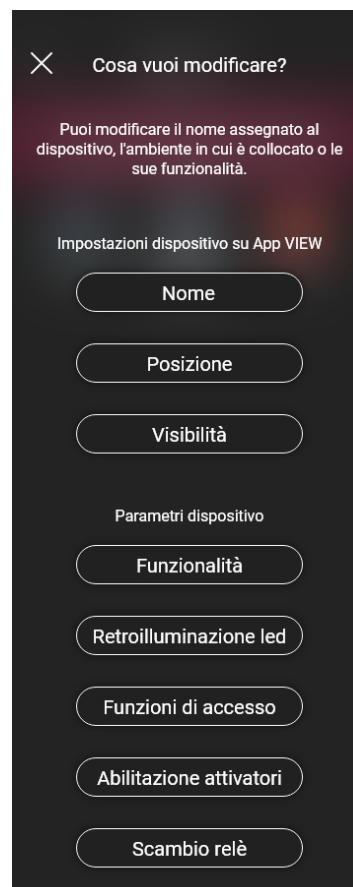 Cosa vuoi modificare?
Puoi modificare il nome assegnato al
dispositivo, l'ambiente in cui è collocato o le
sue funzionalità.
Impostazioni dispositivo su App VIEW
Nome
Posizione
Visibilità
Parametri dispositivo
Funzionalità
Retroilluminazione led
Funzioni di accesso
Abilitazione attivatori
Scambio relè